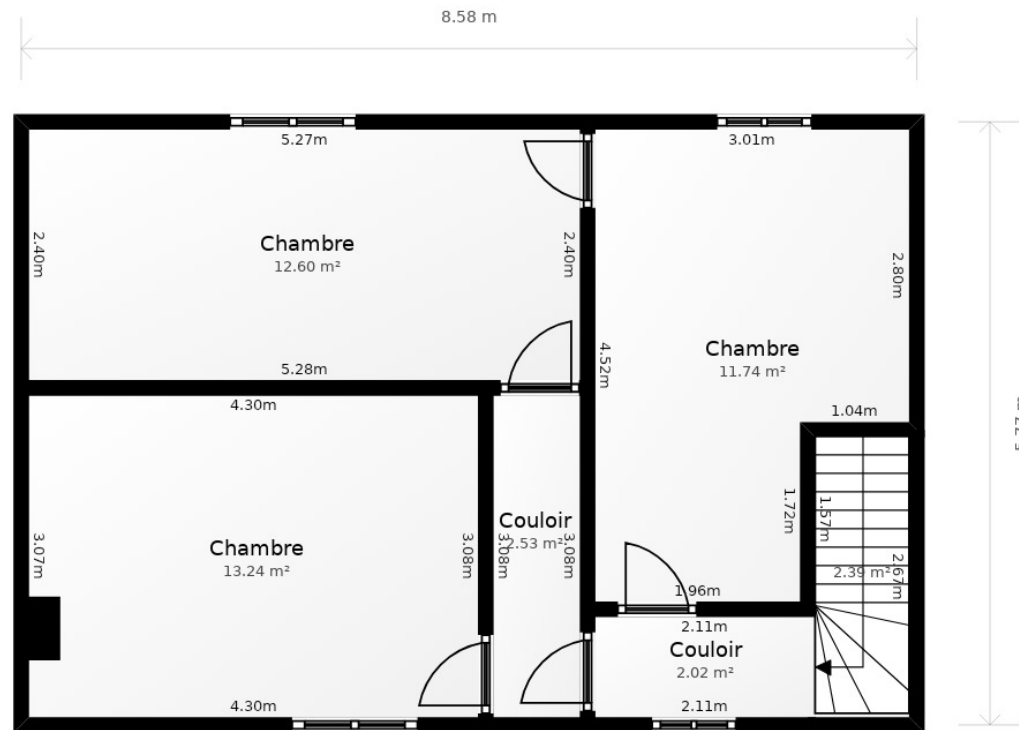 8.58 m
5.27m
3.01m
2.40m
Chambre
12.60 m²
2.40m
2.80m
5.28m
4.52m
Chambre
11.74 m²
4.30m
1.04m
3.07m
Chambre
13.24 m²
3.08m
Couloir
2.53 m²
3.08m
3.08m
1.72m
1.57m
2.39 m²
2.67m
1.96m
2.11m
Couloir
2.02 m²
4.30m
2.11m